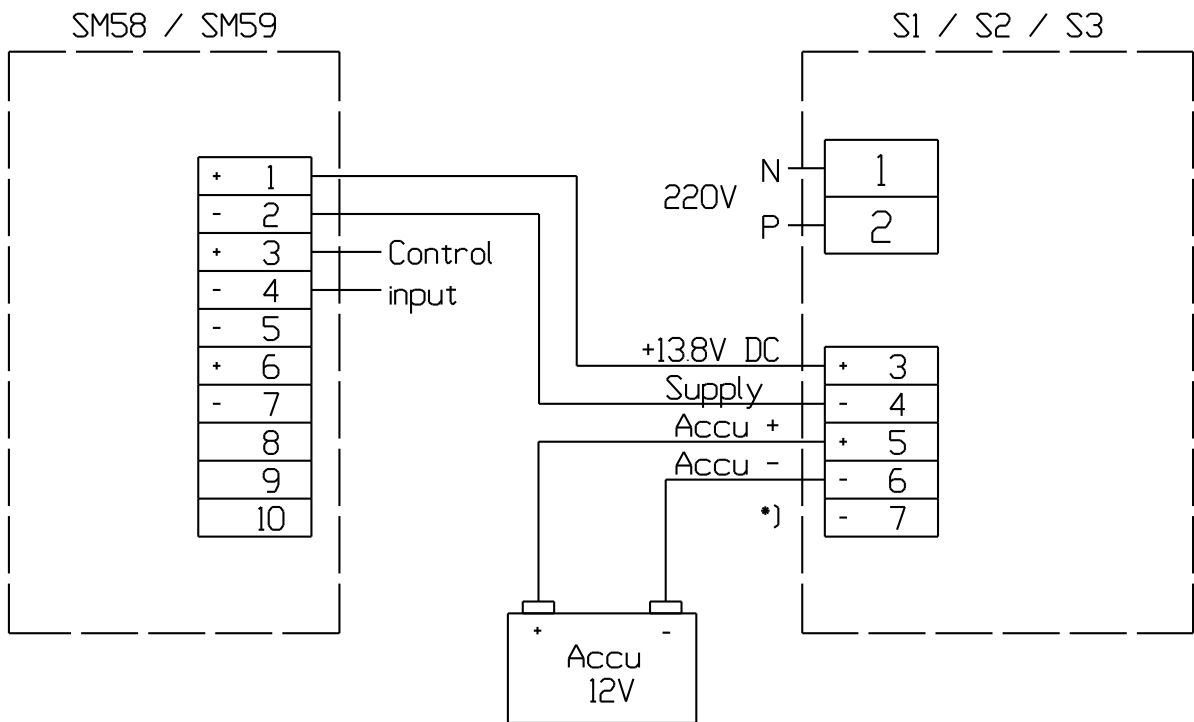 SM58 / SM59
S1 / S2 / S3
+ 1
- 2
+ 3
- 4
- 5
+ 6
- 7
8
9
10
Control
input
220V
N
P
1
2
+13.8V DC
Supply
Accu +
Accu -
*)
+ 3
- 4
+ 5
- 6
- 7
+ -
Accu
12V